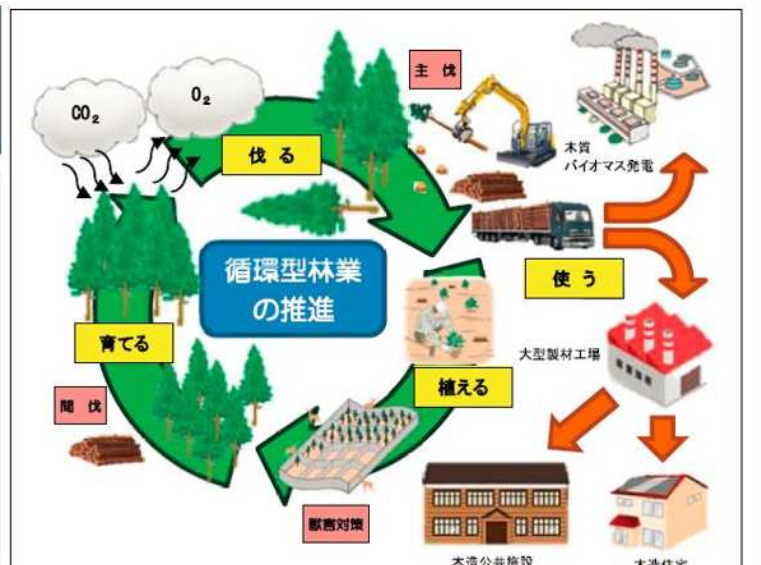 CO₂
O₂
主 伐
伐 る
木質
バイオマス発電
循環型林業
の推進
使 う
育てる
大型製材工場
植える
間 伐
獣害対策
木造公共施設
木造住宅